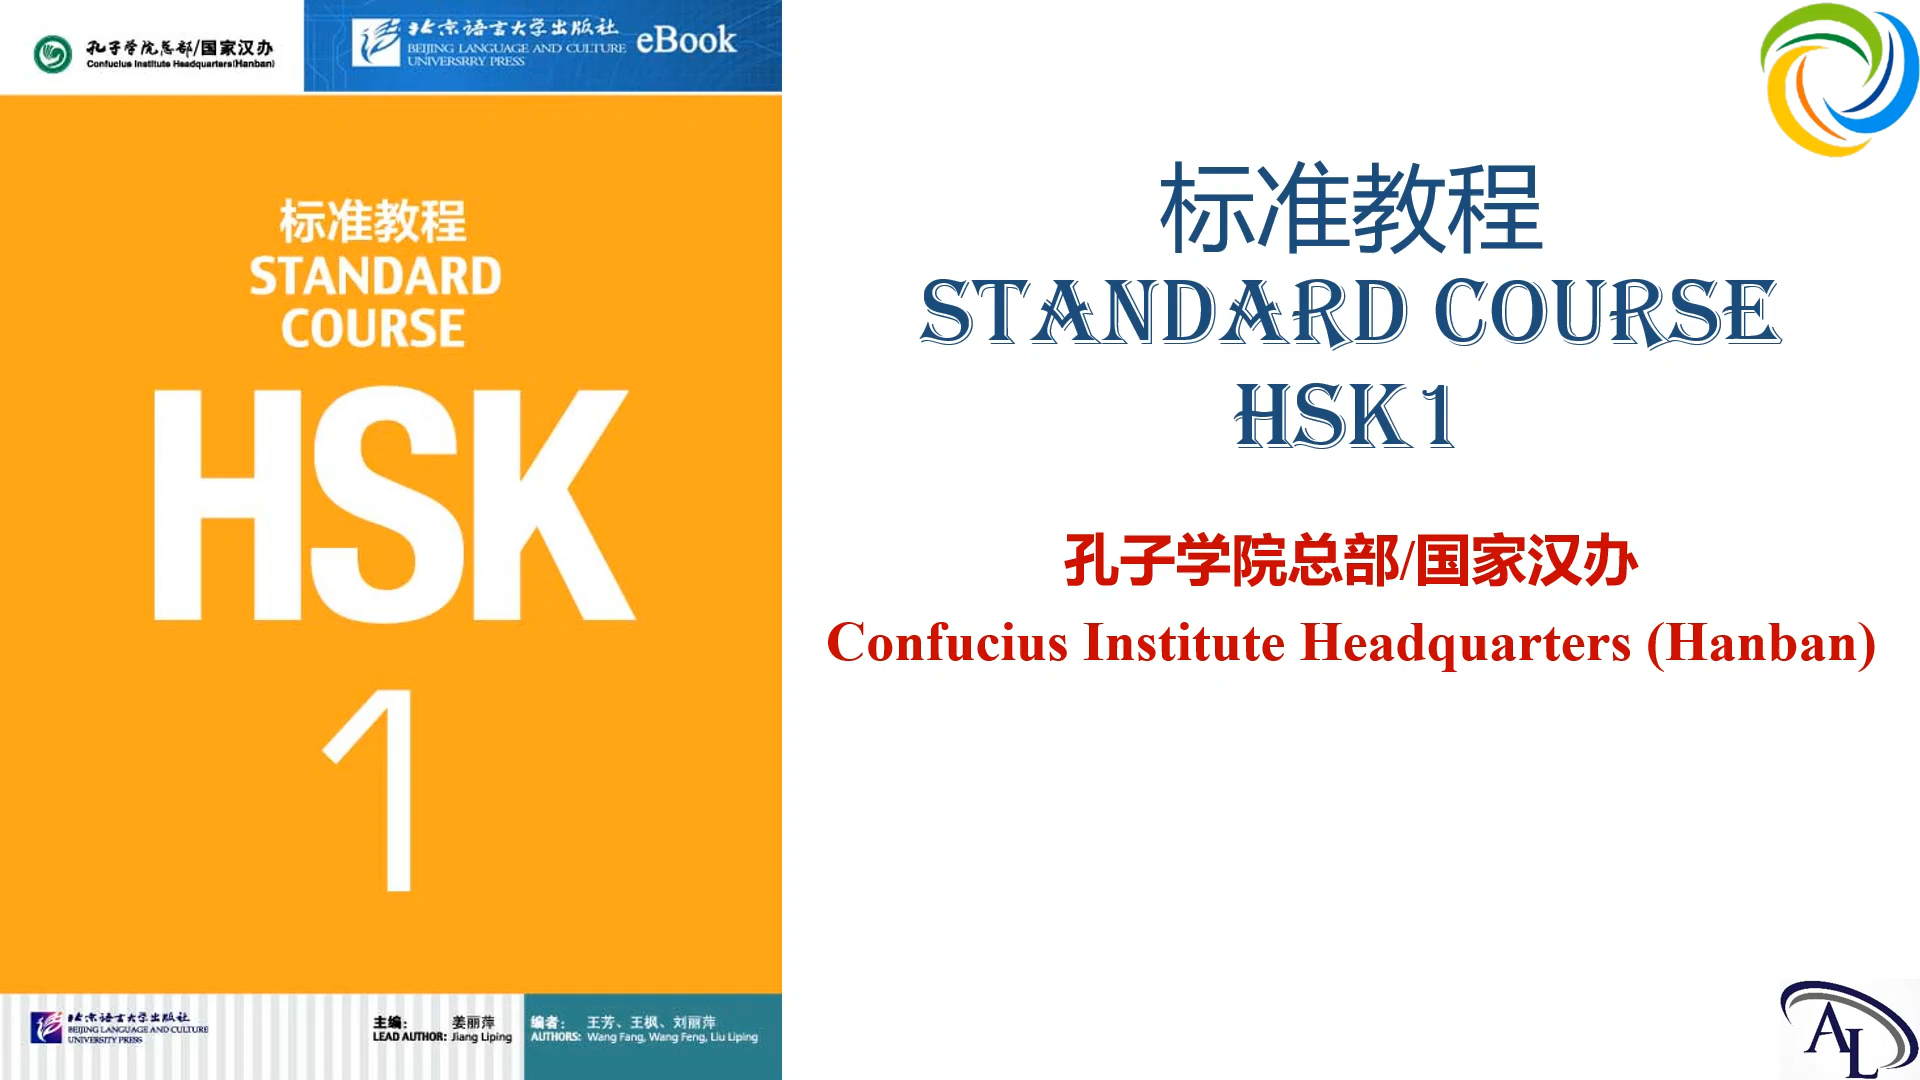 孔子学院总部/国家汉办
Confucius Institute Headquarters(Hanban)
北京语言大学出版社
BEIJING LANGUAGE AND CULTURE
UNIVERSRRY PRESS
eBook
标准教程
STANDARD
COURSE
HSK
1
北京语言大学出版社
BEIJING LANGUAGE AND CULTURE
UNIVERSITY PRESS
主编: 姜丽萍
LEAD AUTHOR: Jiang Liping
编者: 王芳、王枫、刘丽萍
AUTHORS: Wang Fang, Wang Feng, Liu Liping
标准教程
STANDARD COURSE
HSK1
孔子学院总部/国家汉办
Confucius Institute Headquarters (Hanban)
AL